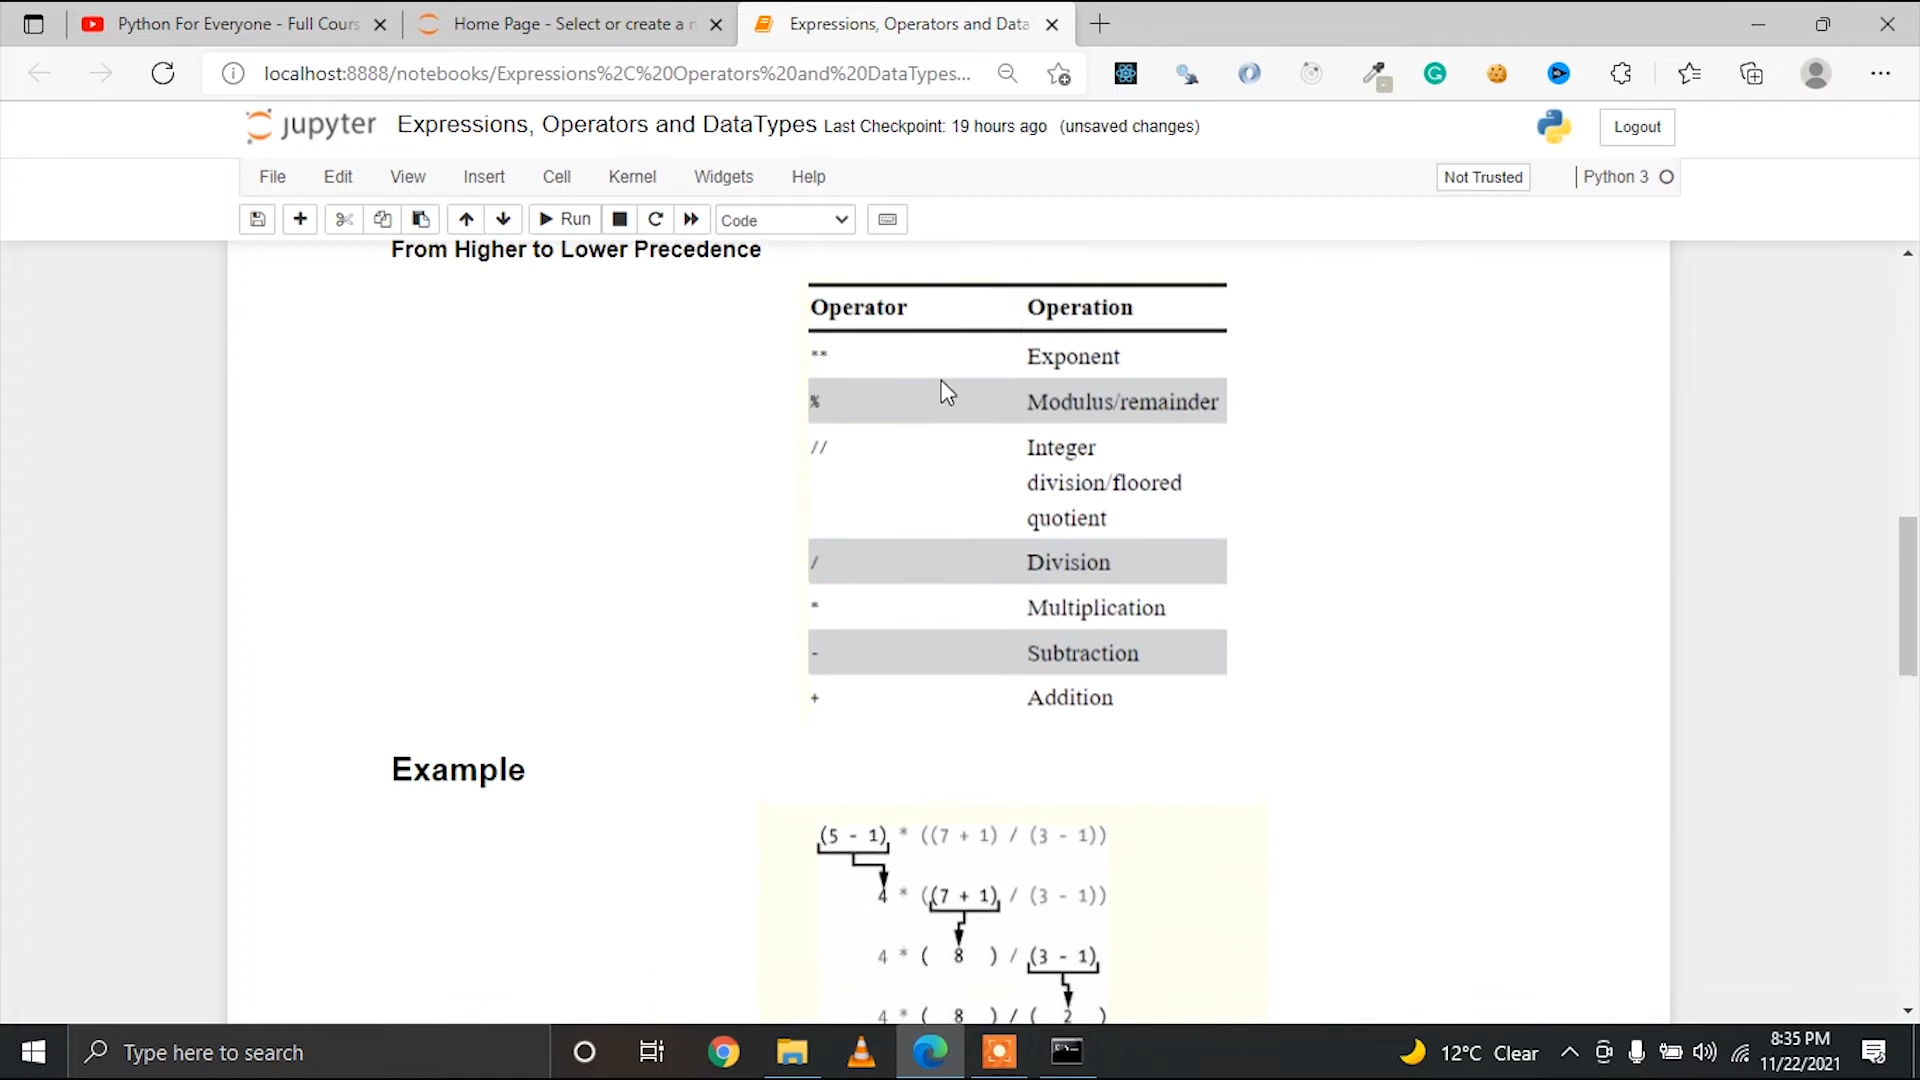 Python For Everyone - Full Cours
Home Page - Select or create a n
Expressions, Operators and Data
localhost:8888/notebooks/Expressions%2C%20Operators%20and%20DataTypes...
jupyter Expressions, Operators and DataTypes Last Checkpoint: 19 hours ago (unsaved changes)
Logout
File Edit View Insert Cell Kernel Widgets Help
Not Trusted
Python 3
Run
Code
From Higher to Lower Precedence
Operator Operation
** Exponent
% Modulus/remainder
// Integer
division/floored
quotient
/ Division
* Multiplication
- Subtraction
+ Addition
Example
(5 - 1) * ((7 + 1) / (3 - 1))
4 * ((7 + 1) / (3 - 1))
4 * ( 8 ) / (3 - 1)
4 * ( 8 ) / ( 2 )
Type here to search
12°C Clear
8:35 PM
11/22/2021